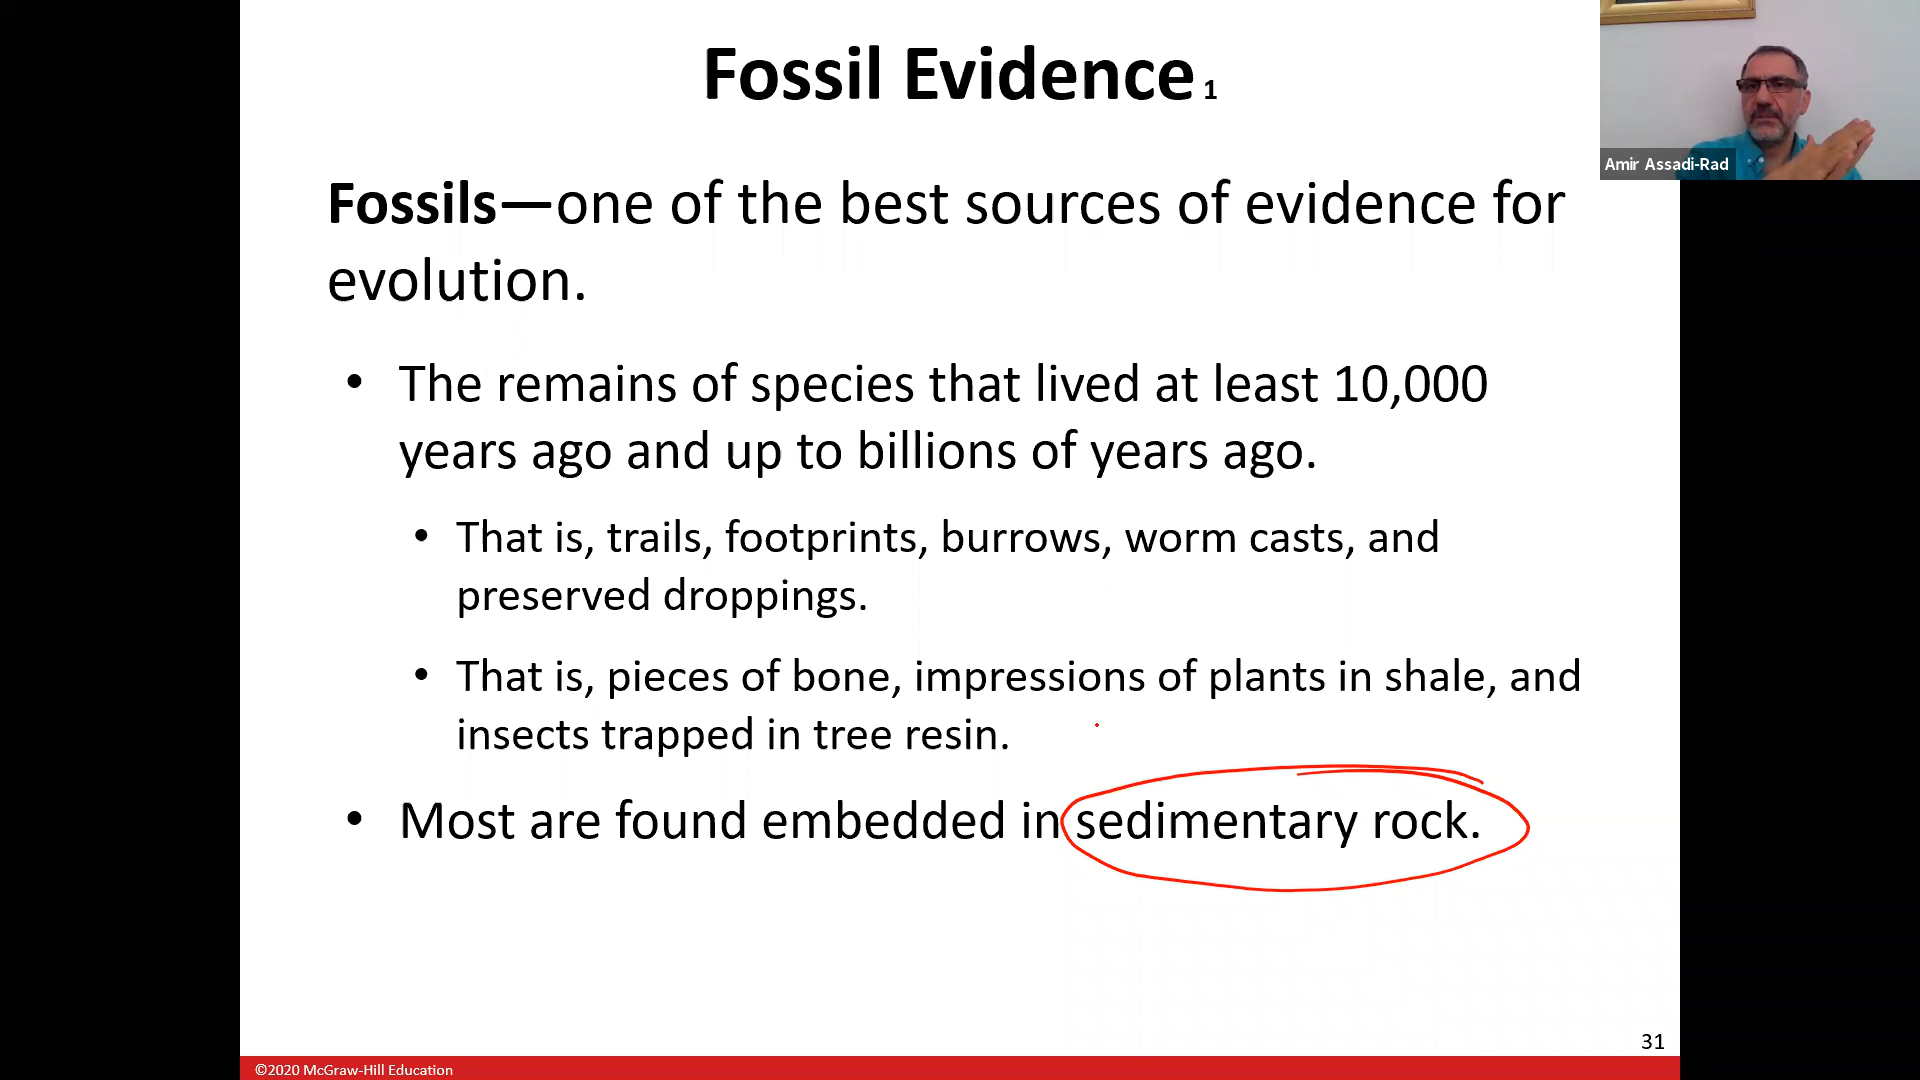 Fossil Evidence 1
Amir Assadi-Rad
Fossils—one of the best sources of evidence for
evolution.
• The remains of species that lived at least 10,000
years ago and up to billions of years ago.
• That is, trails, footprints, burrows, worm casts, and
preserved droppings.
• That is, pieces of bone, impressions of plants in shale, and
insects trapped in tree resin.
• Most are found embedded in sedimentary rock.
31
©2020 McGraw-Hill Education